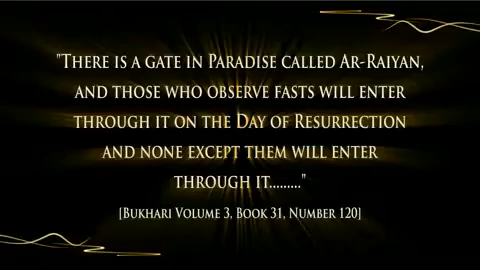 "There is a gate in Paradise called Ar-Raiyan,
and those who observe fasts will enter
through it on the Day of Resurrection
and none except them will enter
through it........."
[Bukhari Volume 3, Book 31, Number 120]